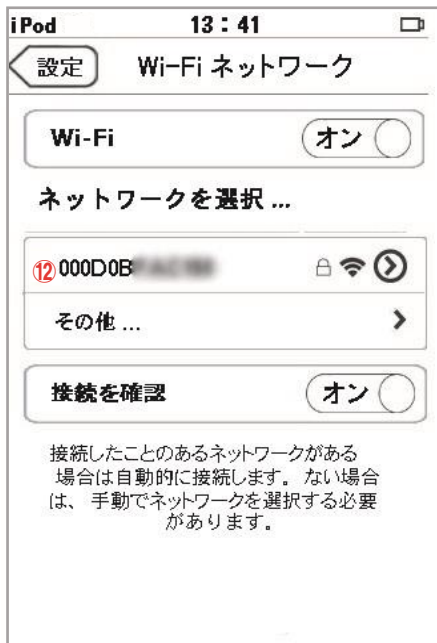 iPod 13：41
設定 Wi-Fi ネットワーク
Wi-Fi オン
ネットワークを選択 ...
⑫ 000D0B
その他 ...
接続を確認 オン
接続したことのあるネットワークがある
場合は自動的に接続します。ない場合
は、手動でネットワークを選択する必要
があります。